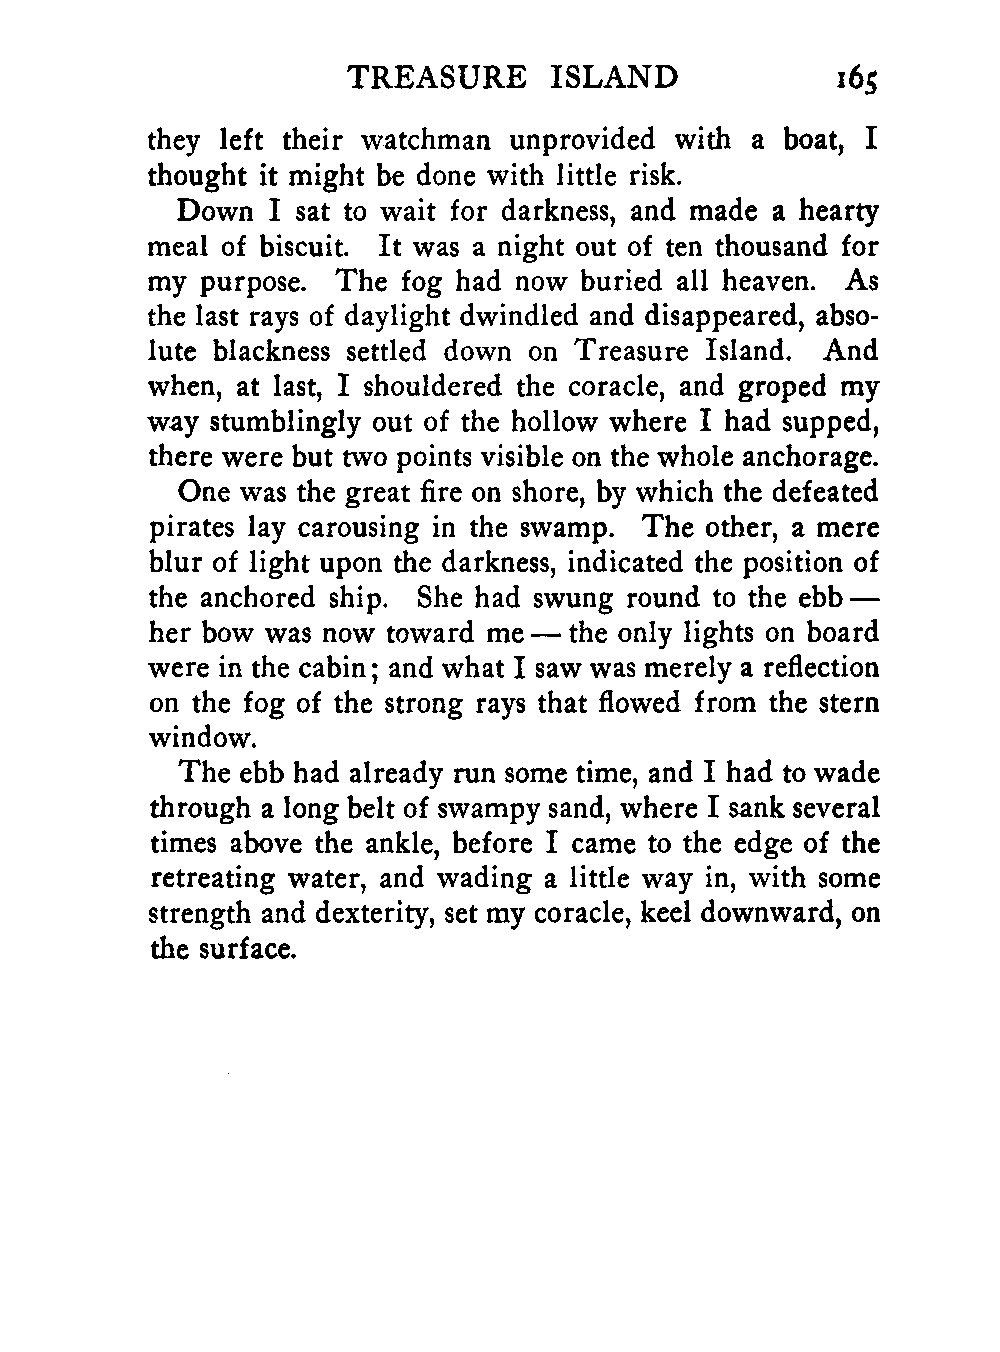 TREASURE ISLAND 165
they left their watchman unprovided with a boat, I
thought it might be done with little risk.
Down I sat to wait for darkness, and made a hearty
meal of biscuit. It was a night out of ten thousand for
my purpose. The fog had now buried all heaven. As
the last rays of daylight dwindled and disappeared, abso-
lute blackness settled down on Treasure Island. And
when, at last, I shouldered the coracle, and groped my
way stumblingly out of the hollow where I had supped,
there were but two points visible on the whole anchorage.
One was the great fire on shore, by which the defeated
pirates lay carousing in the swamp. The other, a mere
blur of light upon the darkness, indicated the position of
the anchored ship. She had swung round to the ebb —
her bow was now toward me — the only lights on board
were in the cabin; and what I saw was merely a reflection
on the fog of the strong rays that flowed from the stern
window.
The ebb had already run some time, and I had to wade
through a long belt of swampy sand, where I sank several
times above the ankle, before I came to the edge of the
retreating water, and wading a little way in, with some
strength and dexterity, set my coracle, keel downward, on
the surface.